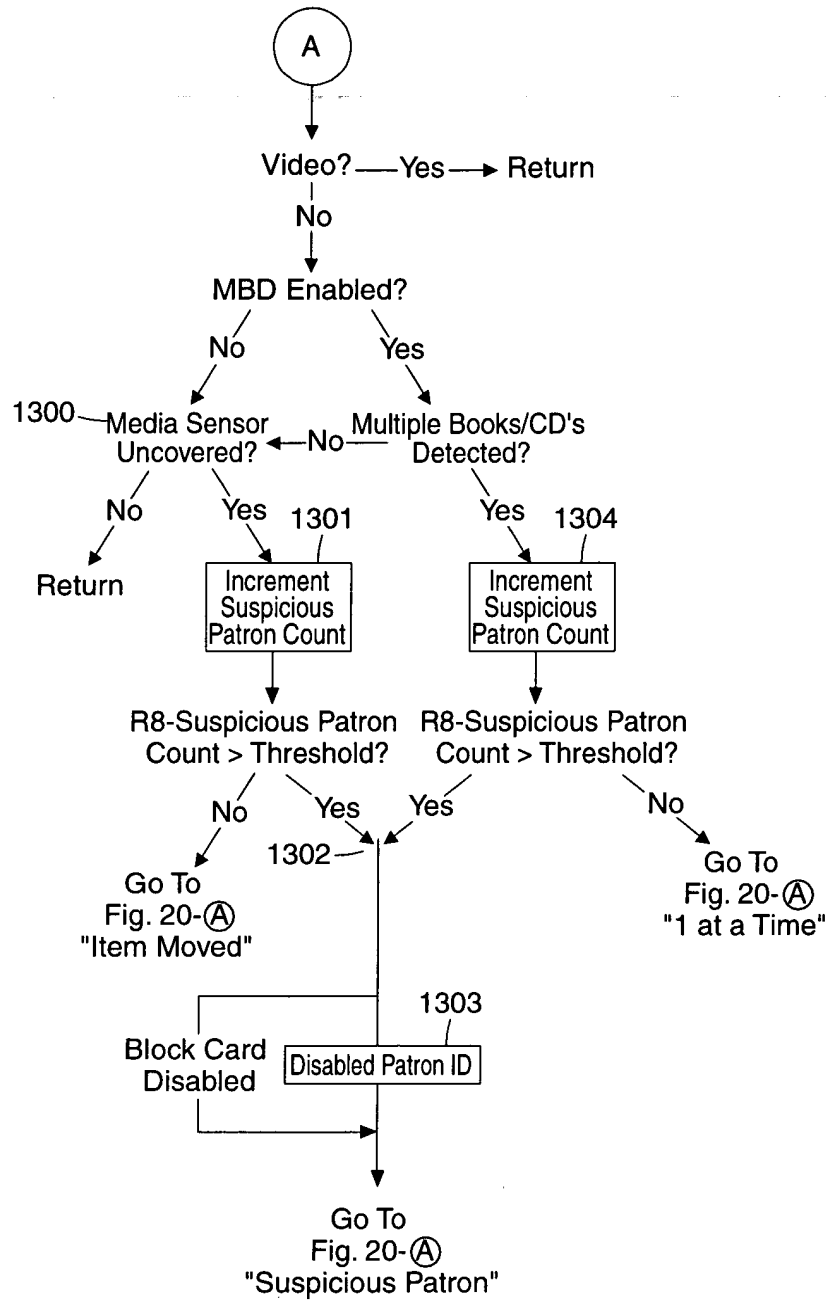 A
Video? Yes Return
No
MBD Enabled?
No Yes
1300 Media Sensor Uncovered?
No
Multiple Books/CD's Detected?
No Yes Yes
1301 1304
Return
Increment Suspicious Patron Count
Increment Suspicious Patron Count
R8-Suspicious Patron Count > Threshold?
R8-Suspicious Patron Count > Threshold?
No Yes Yes No
1302
Go To
Fig. 20-A
"Item Moved"
Go To
Fig. 20-A
"1 at a Time"
1303
Block Card Disabled
Disabled Patron ID
Go To
Fig. 20-A
"Suspicious Patron"